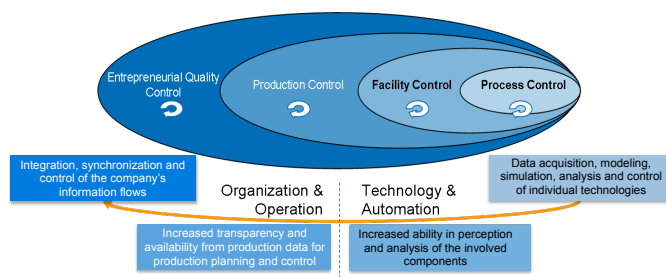 Entrepreneurial Quality
Control
Production Control
Facility Control
Process Control
Integration, synchronization and
control of the company's
information flows
Organization &
Operation
Technology &
Automation
Data acquisition, modeling,
simulation, analysis and control
of individual technologies
Increased transparency and
availability from production data for
production planning and control
Increased ability in perception
and analysis of the involved
components